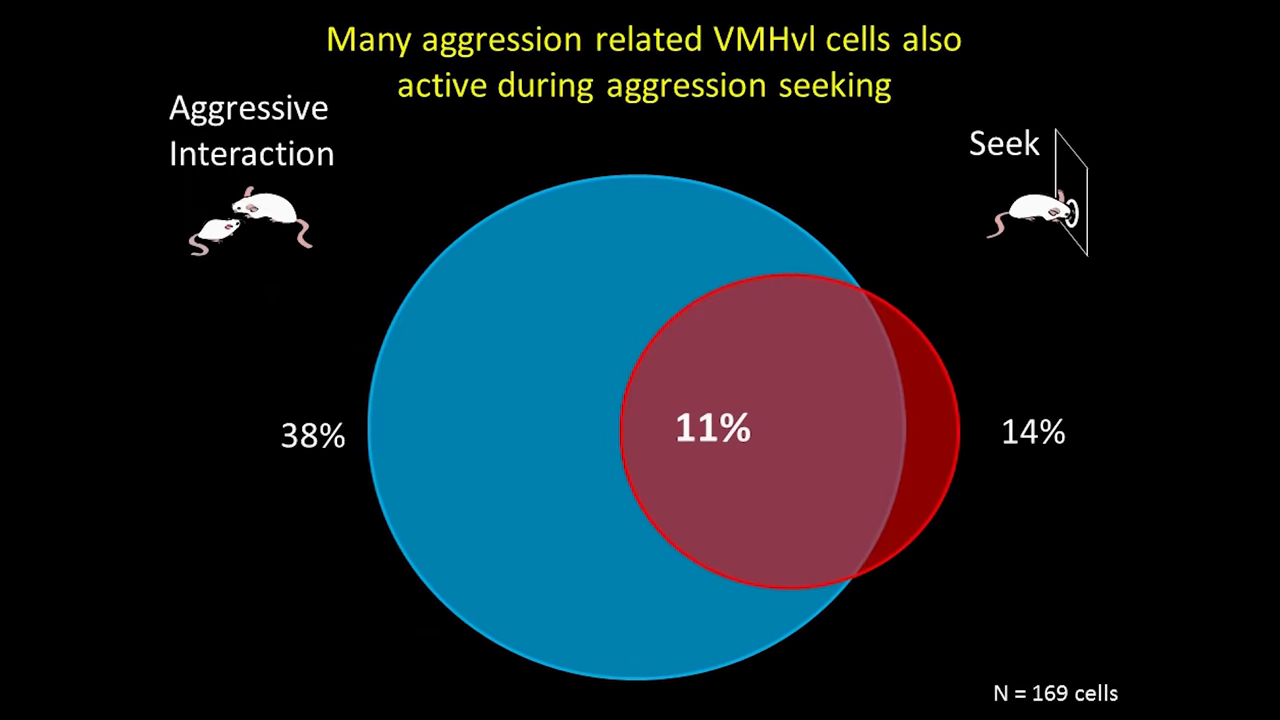 Many aggression related VMHvl cells also
active during aggression seeking
Aggressive
Interaction
Seek
38%
11%
14%
N = 169 cells